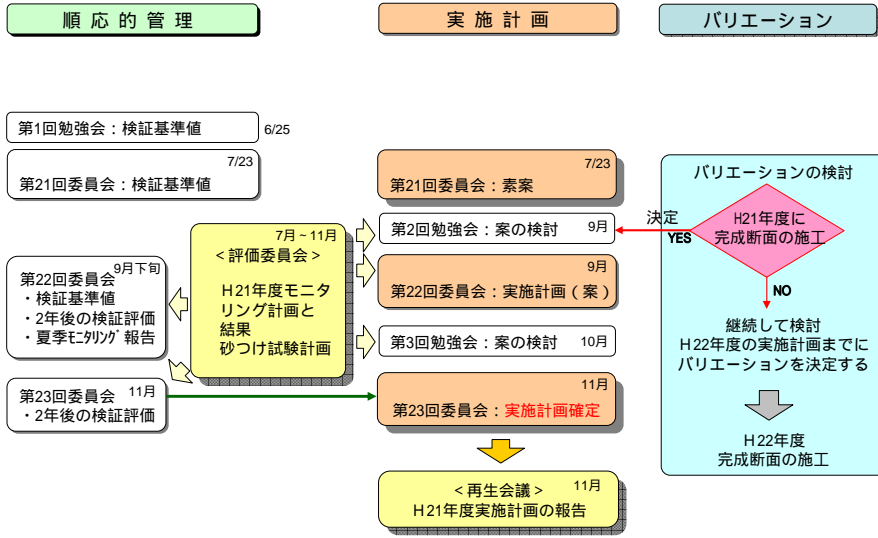 順 応 的 管 理
実 施 計 画
バリエーション
第1回勉強会：検証基準値
6/25
7/23
第21回委員会：検証基準値
7/23
第21回委員会：素案
7月～11月
＜評価委員会＞
H21年度モニタ
リング計画と
結果
砂つけ試験計画
第2回勉強会：案の検討 9月
9月
第22回委員会：実施計画（案）
第3回勉強会：案の検討 10月
9月下旬
第22回委員会
・検証基準値
・2年後の検証評価
・夏季ﾓﾆﾀﾘﾝｸﾞ報告
第23回委員会 11月
・2年後の検証評価
11月
第23回委員会：実施計画確定
＜再生会議＞ 11月
H21年度実施計画の報告
バリエーションの検討
H21年度に
完成断面の施工
決定
YES
NO
継続して検討
H22年度の実施計画までに
バリエーションを決定する
H22年度
完成断面の施工